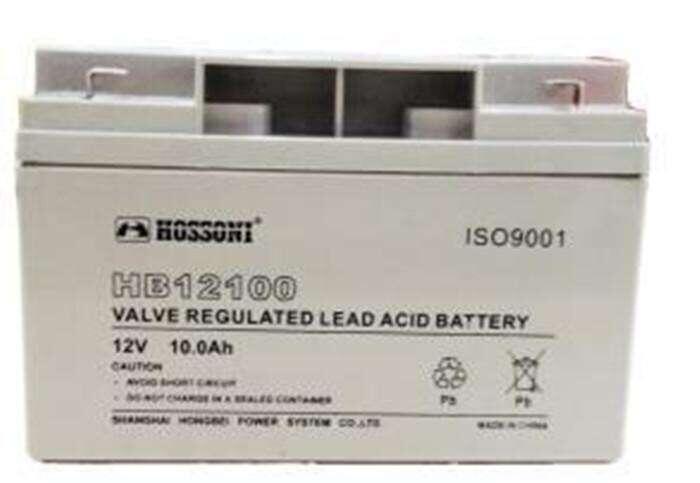 HOSSONI®
ISO9001
HB12100
VALVE REGULATED LEAD ACID BATTERY
12V 10.0Ah
CAUTION
- AVOID SHORT CIRCUIT
- DO NOT CHARGE IN A SEALED CONTAINER
Pb Pb
SHANGHAI HONGBEI POWER SYSTEM CO.,LTD
MADE IN CHINA